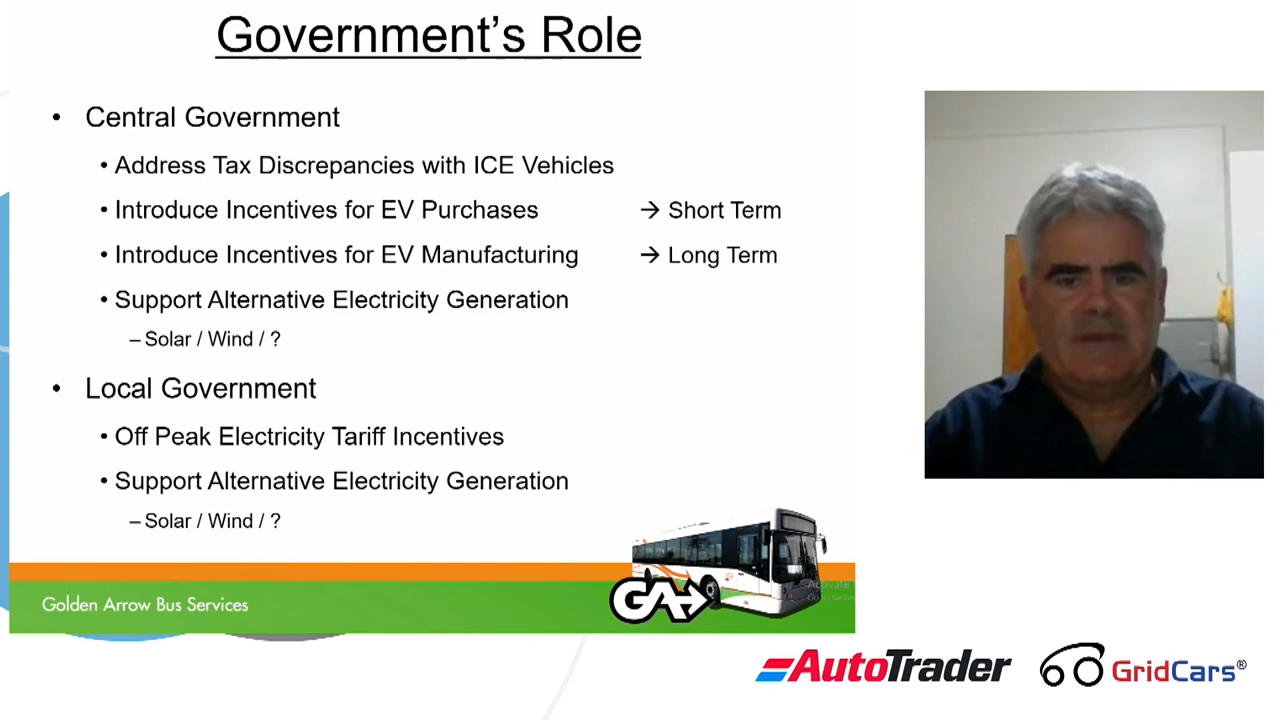 Government's Role
• Central Government
• Address Tax Discrepancies with ICE Vehicles
• Introduce Incentives for EV Purchases → Short Term
• Introduce Incentives for EV Manufacturing → Long Term
• Support Alternative Electricity Generation
– Solar / Wind / ?
• Local Government
• Off Peak Electricity Tariff Incentives
• Support Alternative Electricity Generation
– Solar / Wind / ?
Golden Arrow Bus Services
GA
AutoTrader
GridCars®